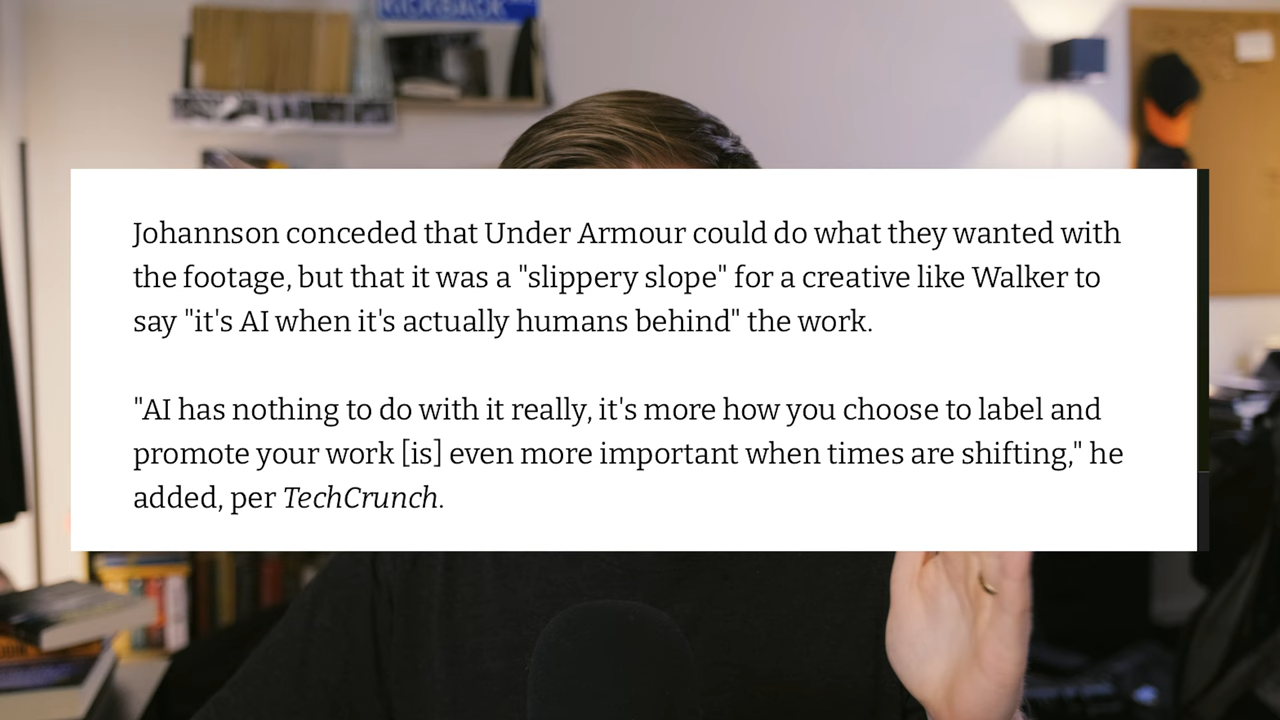 Johannson conceded that Under Armour could do what they wanted with
the footage, but that it was a "slippery slope" for a creative like Walker to
say "it's AI when it's actually humans behind" the work.
"AI has nothing to do with it really, it's more how you choose to label and
promote your work [is] even more important when times are shifting," he
added, per TechCrunch.